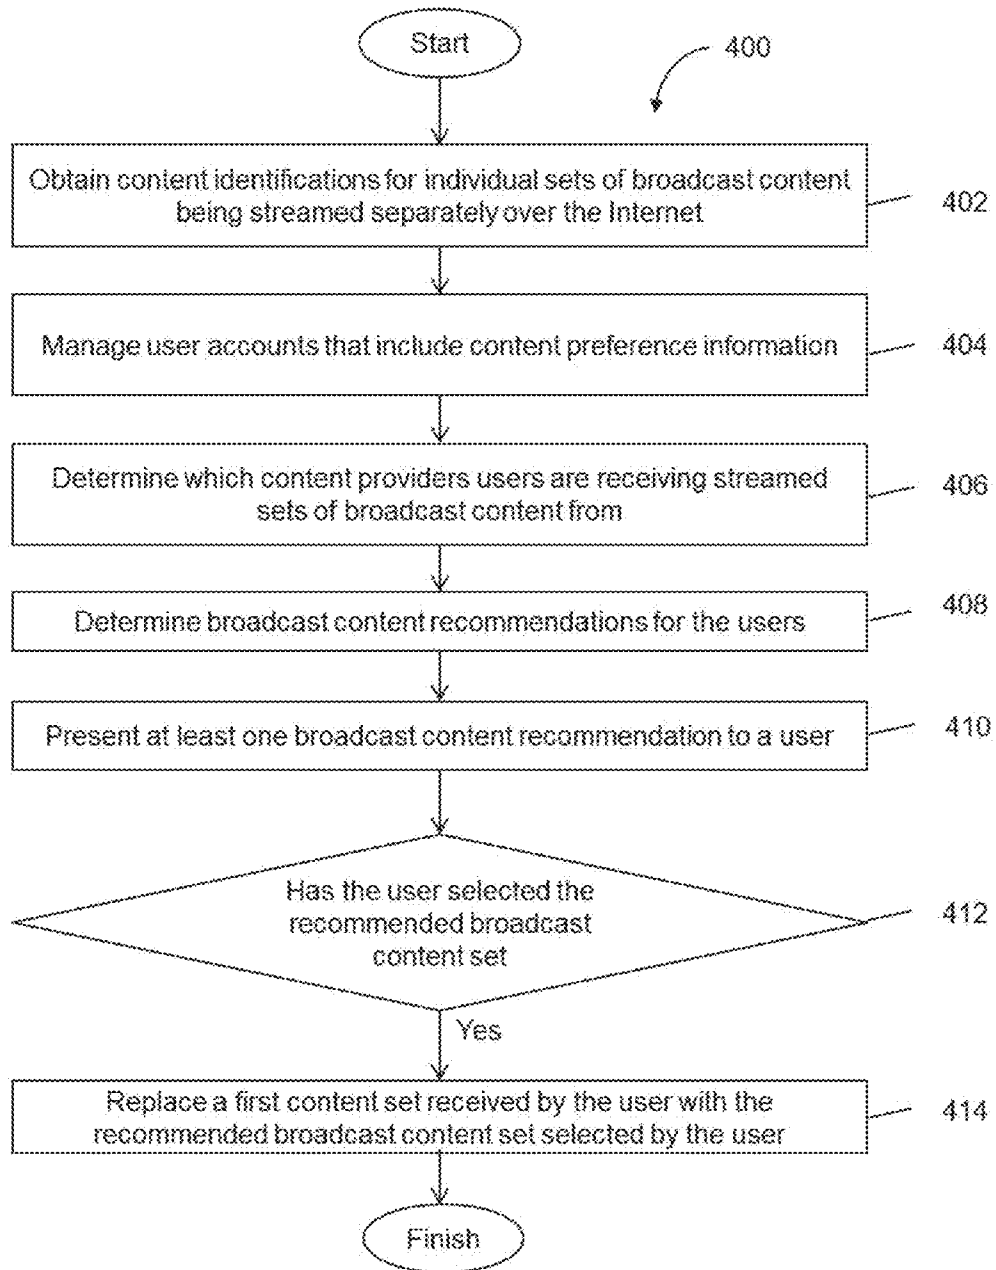 Start
400
Obtain content identifications for individual sets of broadcast content
being streamed separately over the Internet
402
Manage user accounts that include content preference information
404
Determine which content providers users are receiving streamed
sets of broadcast content from
406
Determine broadcast content recommendations for the users
408
Present at least one broadcast content recommendation to a user
410
Has the user selected the
recommended broadcast
content set
412
Yes
Replace a first content set received by the user with the
recommended broadcast content set selected by the user
414
Finish